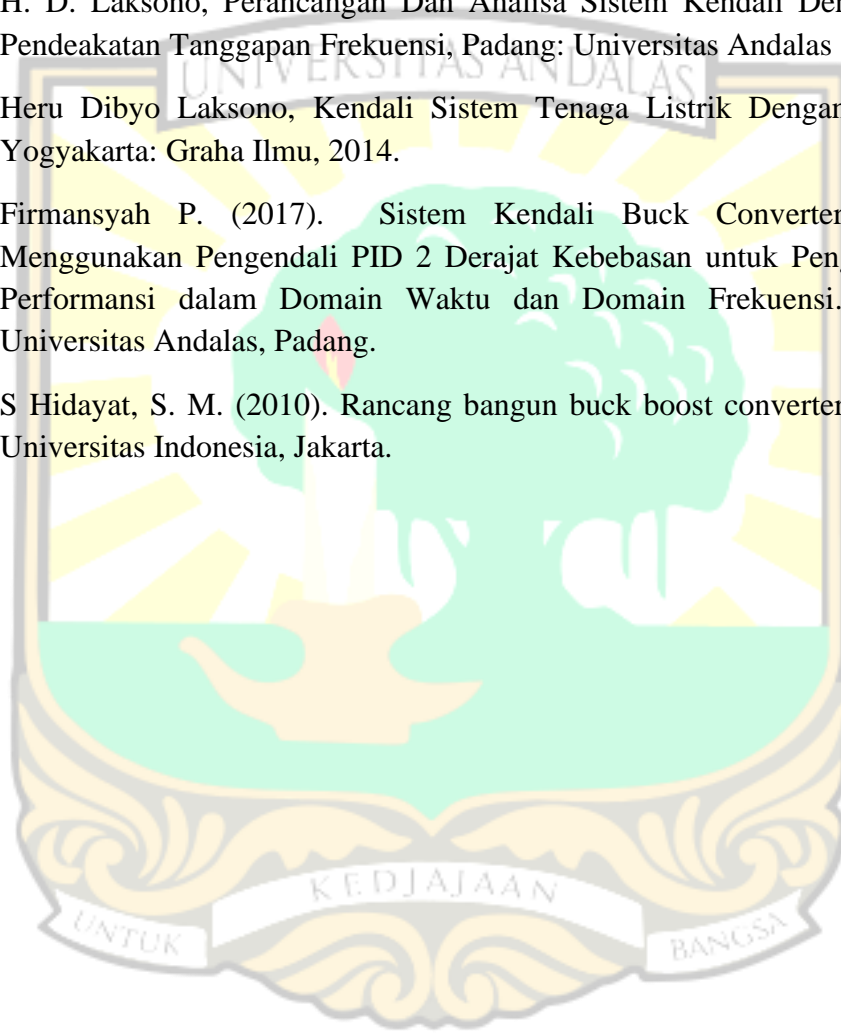 H. D. Laksono, Perancangan Dan Analisa Sistem Kendali
Pendeakatan Tanggapan Frekuensi, Padang: Universitas Andalas
UNIVERSITAS ANDALAS
Heru Dibyo Laksono, Kendali Sistem Tenaga Listrik Dengan
Yogyakarta: Graha Ilmu, 2014.
Firmansyah P. (2017). Sistem Kendali Buck Converter
Menggunakan Pengendali PID 2 Derajat Kebebasan untuk
Performansi dalam Domain Waktu dan Domain Frekuensi.
Universitas Andalas, Padang.
S Hidayat, S. M. (2010). Rancang bangun buck boost converter
Universitas Indonesia, Jakarta.
UNTUK KEDJAJAAN BANGSA